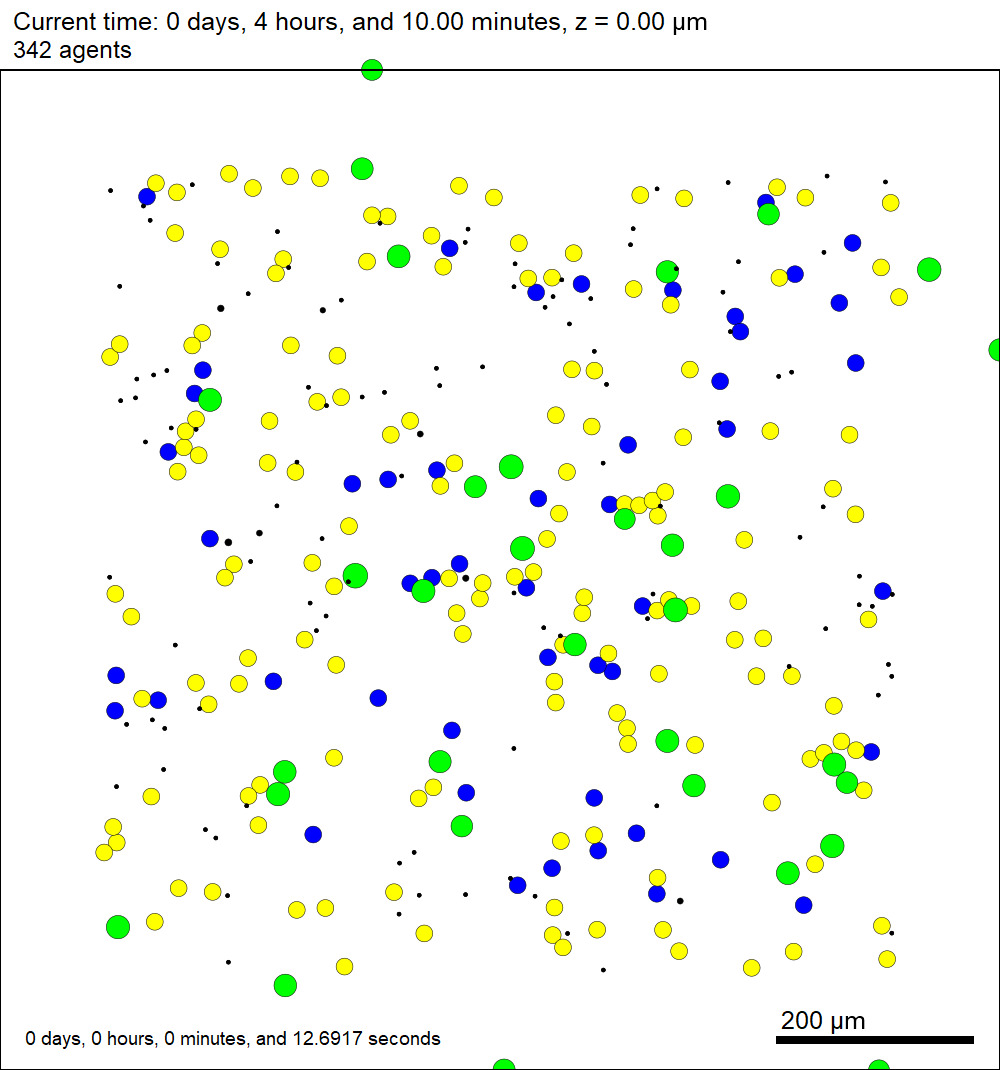 Current time: 0 days, 4 hours, and 10.00 minutes, z = 0.00 μm
342 agents
200 μm
0 days, 0 hours, 0 minutes, and 12.6917 seconds